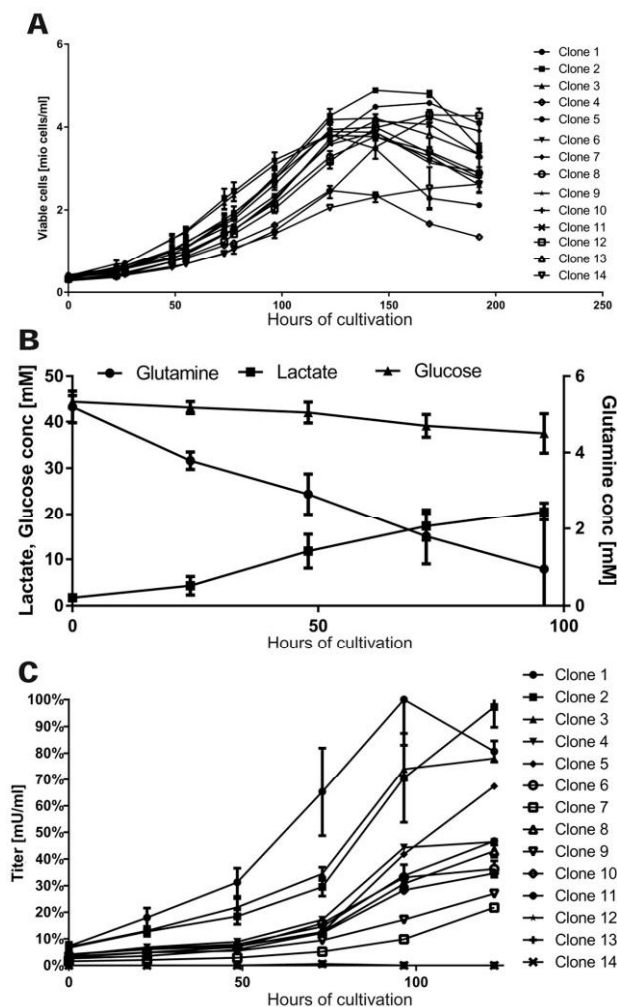 A
6
4
2
0
Viable cells [mio cells/ml]
0 50 100 150 200 250
Hours of cultivation
Clone 1
Clone 2
Clone 3
Clone 4
Clone 5
Clone 6
Clone 7
Clone 8
Clone 9
Clone 10
Clone 11
Clone 12
Clone 13
Clone 14
B
Glutamine Lactate Glucose
50
40
30
20
10
0
Lactate, Glucose conc [mM]
6
4
2
0
Glutamine conc [mM]
0 50 100
Hours of cultivation
C
100%
90%
80%
70%
60%
50%
40%
30%
20%
10%
0%
Titer [mU/ml]
0 50 100
Hours of cultivation
Clone 1
Clone 2
Clone 3
Clone 4
Clone 5
Clone 6
Clone 7
Clone 8
Clone 9
Clone 10
Clone 11
Clone 12
Clone 13
Clone 14